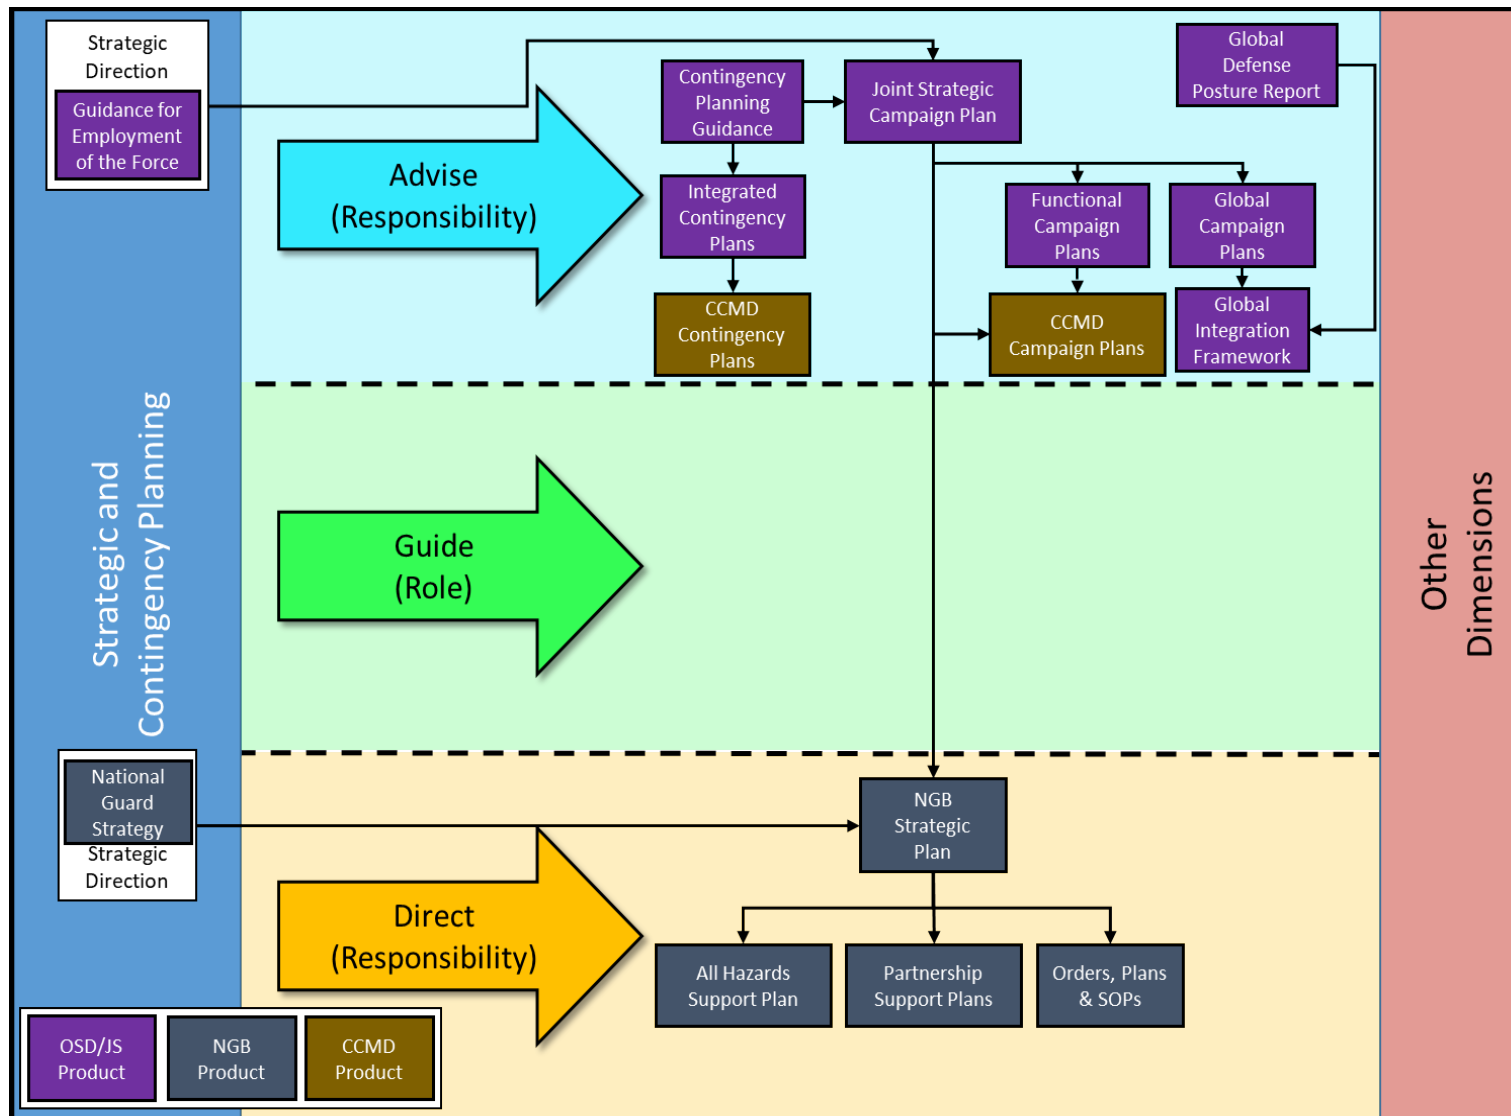 Strategic
Direction
Guidance for
Employment
of the Force
Strategic and
Contingency Planning
National
Guard
Strategy
Strategic
Direction
Advise
(Responsibility)
Contingency
Planning
Guidance
Joint Strategic
Campaign Plan
Global
Defense
Posture Report
Integrated
Contingency
Plans
Functional
Campaign
Plans
Global
Campaign
Plans
CCMD
Contingency
Plans
CCMD
Campaign Plans
Global
Integration
Framework
Guide
(Role)
Direct
(Responsibility)
NGB
Strategic
Plan
All Hazards
Support Plan
Partnership
Support Plans
Orders, Plans
& SOPs
Other
Dimensions
OSD/JS
Product
NGB
Product
CCMD
Product